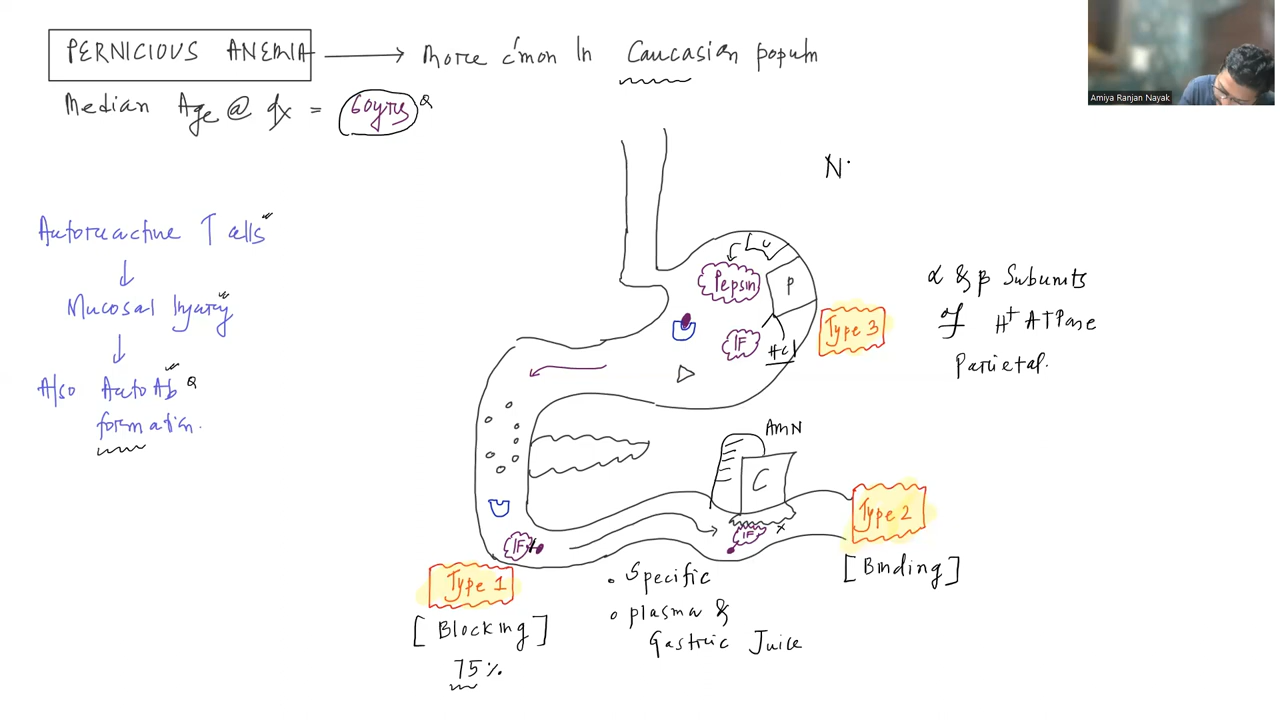 PERNICIOUS ANEMIA → More c'mon In Caucasian populn
Median Age @ dx = 60yrs Q
Amiya Ranjan Nayak
N.
Autoreactive T cells
↓
Mucosal Injury
↓
Also AutoAb Q
formation.
Pepsin
P
IF
HCl
Type 3
α & β Subunits
of H+ ATPase
Parietal.
AmN
C
IF
IF
Type 2
[Binding]
Type 1
[Blocking]
75%
• Specific
• plasma &
Gastric Juice